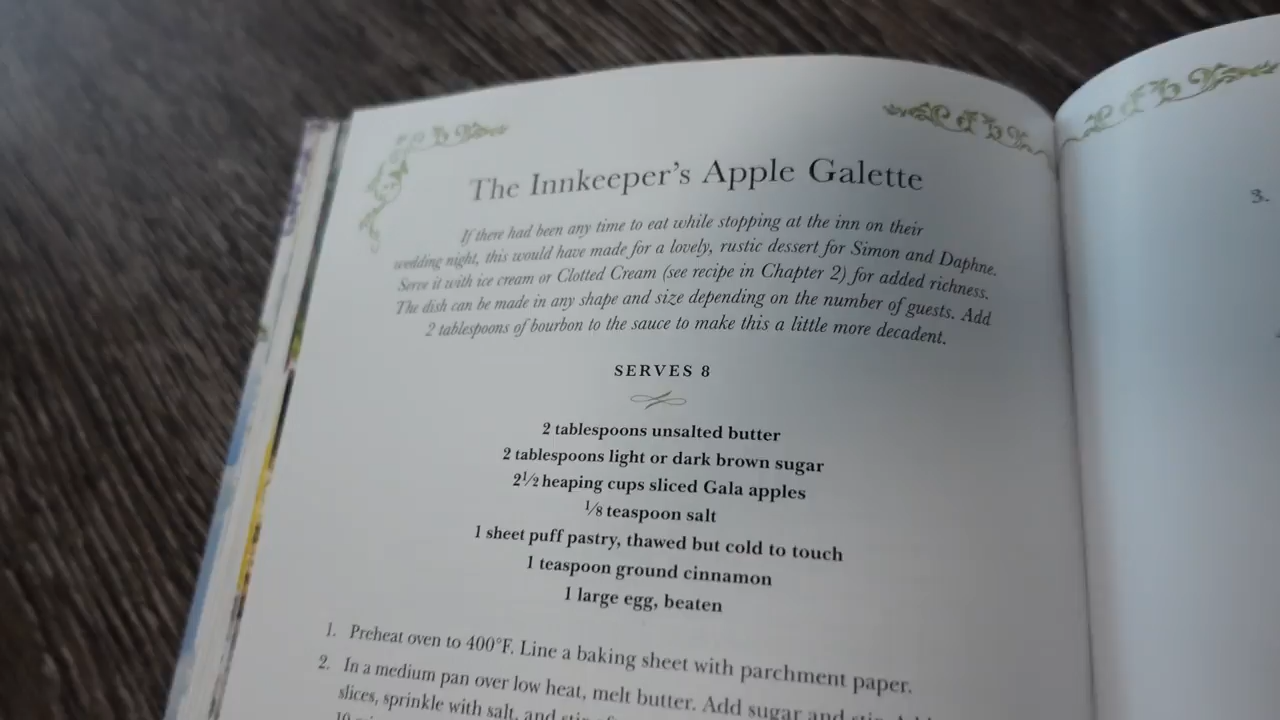 The Innkeeper's Apple Galette
If there had been any time to eat while stopping at the inn on their
wedding night, this would have made for a lovely, rustic dessert for Simon and Daphne.
Serve it with ice cream or Clotted Cream (see recipe in Chapter 2) for added richness.
The dish can be made in any shape and size depending on the number of guests. Add
2 tablespoons of bourbon to the sauce to make this a little more decadent.
SERVES 8
2 tablespoons unsalted butter
2 tablespoons light or dark brown sugar
2½ heaping cups sliced Gala apples
⅛ teaspoon salt
1 sheet puff pastry, thawed but cold to touch
1 teaspoon ground cinnamon
1 large egg, beaten
1. Preheat oven to 400°F. Line a baking sheet with parchment paper.
2. In a medium pan over low heat, melt butter. Add sugar and
slices, sprinkle with salt, and
10
3.